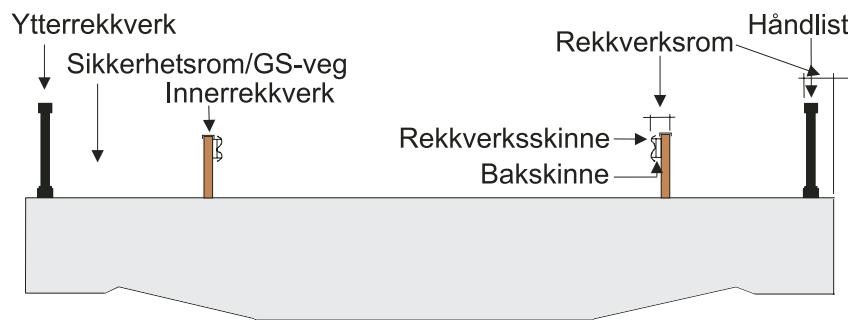 Ytterrekkverk
Sikkerhetsrom/GS-veg
Innerrekkverk
Rekkverksrom
Håndlist
Rekkverksskinne
Bakskinne